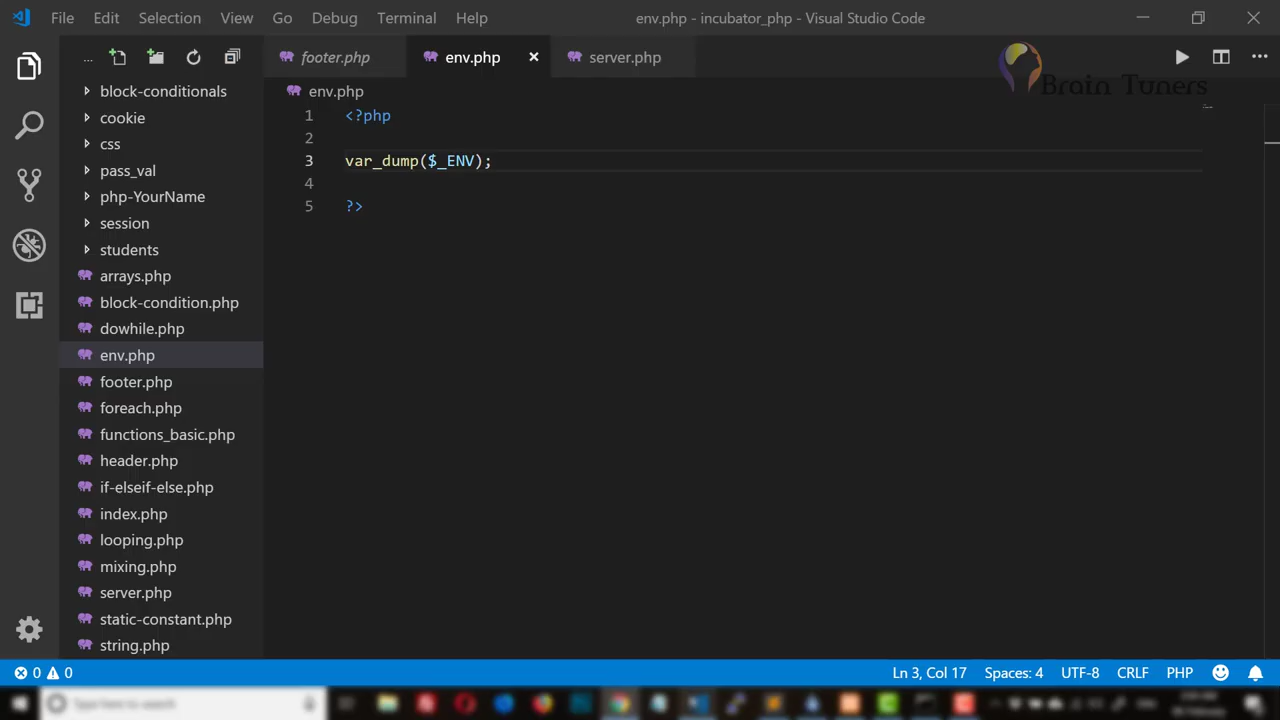 File Edit Selection View Go Debug Terminal Help
env.php - incubator_php - Visual Studio Code
...
footer.php
env.php
server.php
Brain Tuners
block-conditionals
cookie
css
pass_val
php-YourName
session
students
arrays.php
block-condition.php
dowhile.php
env.php
footer.php
foreach.php
functions_basic.php
header.php
if-elseif-else.php
index.php
looping.php
mixing.php
server.php
static-constant.php
string.php
env.php
1 <?php
2
3 var_dump($_ENV);
4
5 ?>
0 0
Ln 3, Col 17 Spaces: 4 UTF-8 CRLF PHP
Type here to search